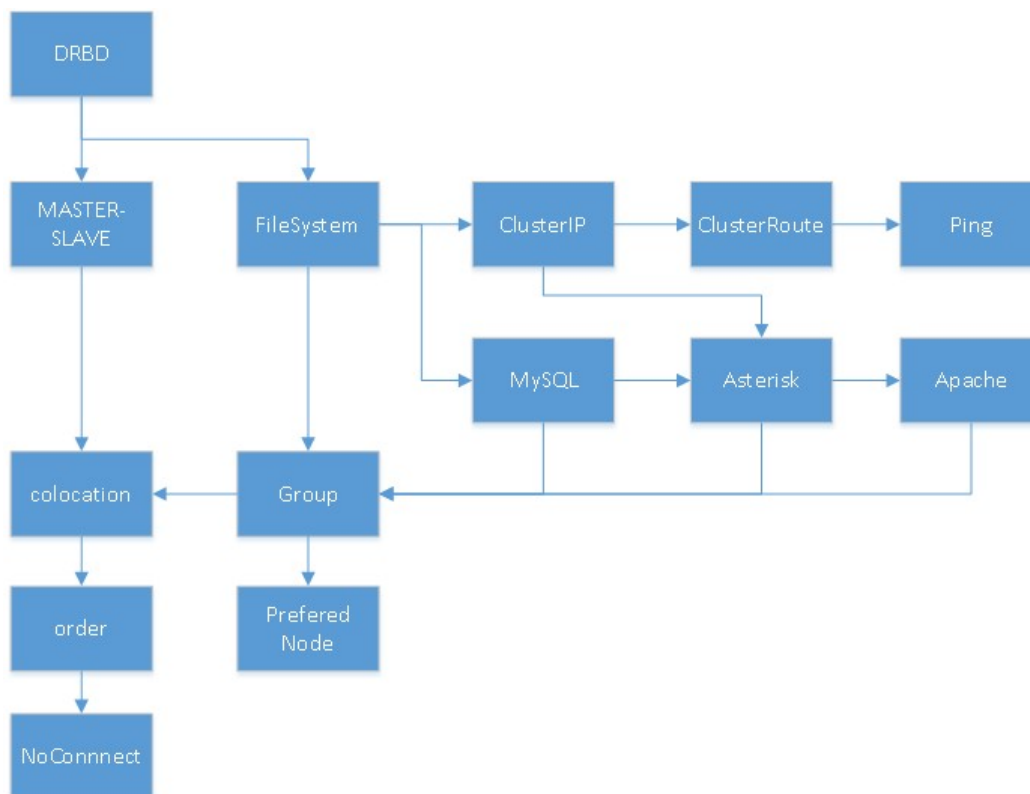 DRBD
MASTER-
SLAVE
FileSystem
ClusterIP
ClusterRoute
Ping
MySQL
Asterisk
Apache
colocation
Group
order
Prefered
Node
NoConnnect